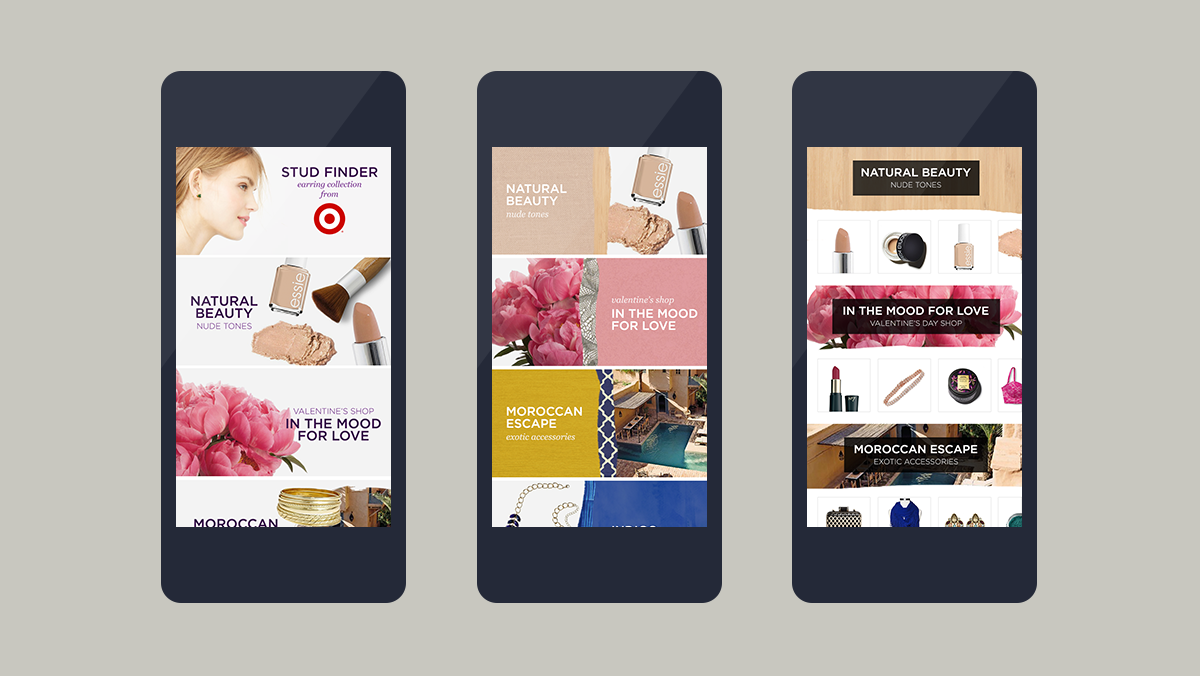 STUD FINDER
earring collection
from
essie
NATURAL
BEAUTY
NUDE TONES
VALENTINE'S SHOP
IN THE MOOD
FOR LOVE
MOROCCAN
NATURAL
BEAUTY
nude tones
essie
valentine's shop
IN THE MOOD
FOR LOVE
MOROCCAN
ESCAPE
exotic accessories
NATURAL BEAUTY
NUDE TONES
IN THE MOOD FOR LOVE
VALENTINE'S DAY SHOP
MOROCCAN ESCAPE
EXOTIC ACCESSORIES